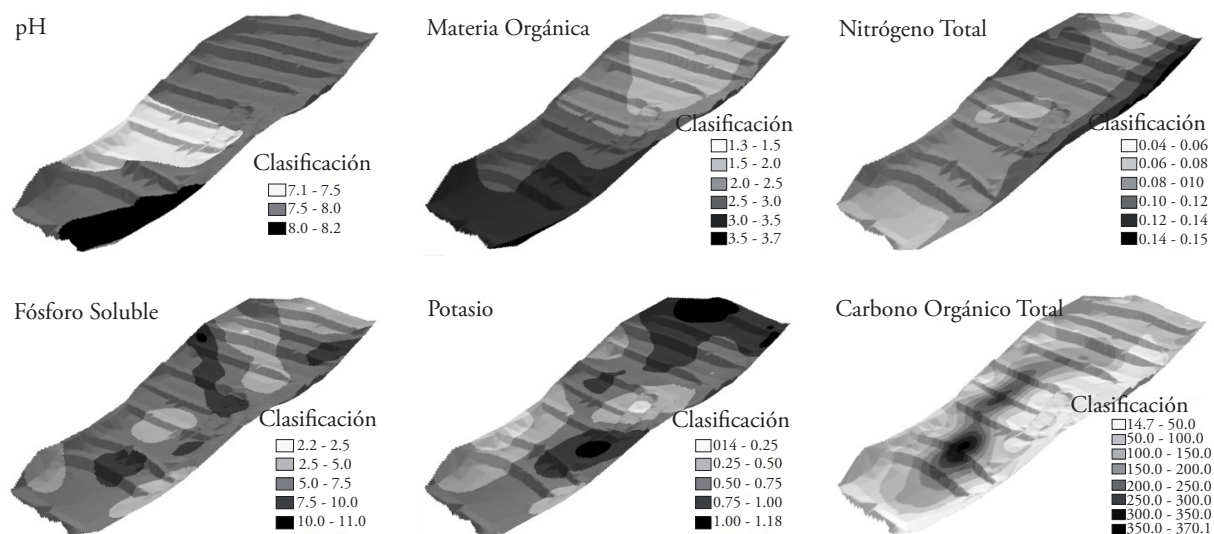 pH
Clasificación
7.1 - 7.5
7.5 - 8.0
8.0 - 8.2
Materia Orgánica
Clasificación
1.3 - 1.5
1.5 - 2.0
2.0 - 2.5
2.5 - 3.0
3.0 - 3.5
3.5 - 3.7
Nitrógeno Total
Clasificación
0.04 - 0.06
0.06 - 0.08
0.08 - 010
0.10 - 0.12
0.12 - 0.14
0.14 - 0.15
Fósforo Soluble
Clasificación
2.2 - 2.5
2.5 - 5.0
5.0 - 7.5
7.5 - 10.0
10.0 - 11.0
Potasio
Clasificación
014 - 0.25
0.25 - 0.50
0.50 - 0.75
0.75 - 1.00
1.00 - 1.18
Carbono Orgánico Total
Clasificación
14.7 - 50.0
50.0 - 100.0
100.0 - 150.0
150.0 - 200.0
200.0 - 250.0
250.0 - 300.0
300.0 - 350.0
350.0 - 370.1